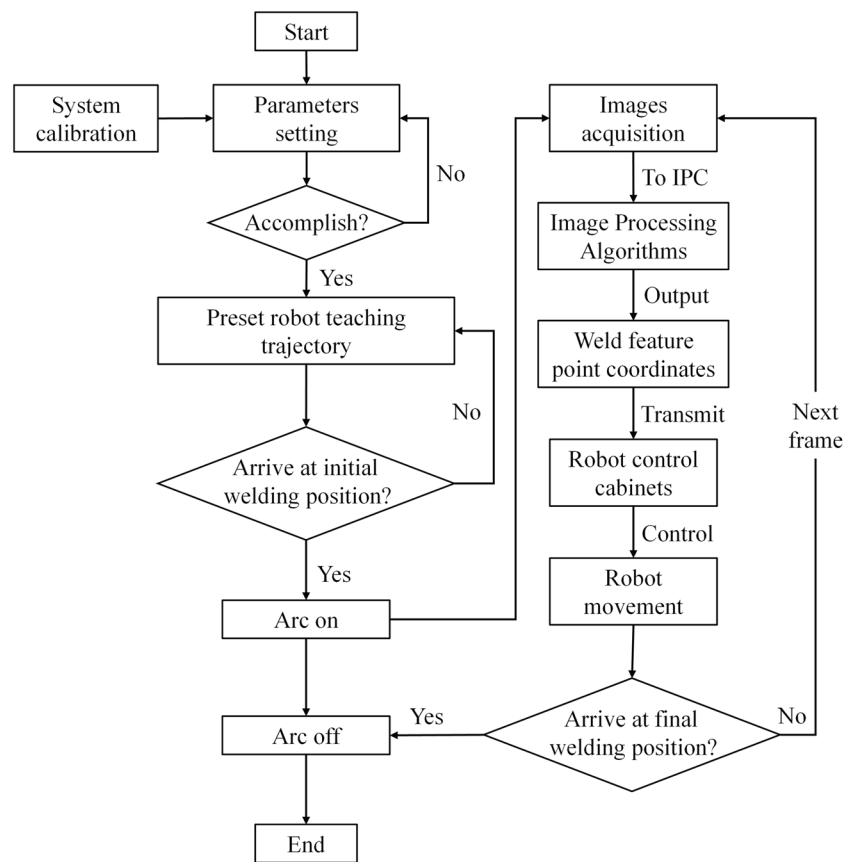 Start
System
calibration
Parameters
setting
No
Accomplish?
Yes
Preset robot teaching
trajectory
No
Arrive at initial
welding position?
Yes
Arc on
Arc off
End
Images
acquisition
To IPC
Image Processing
Algorithms
Output
Weld feature
point coordinates
Transmit
Robot control
cabinets
Control
Robot
movement
Arrive at final
welding position?
Yes
No
Next
frame